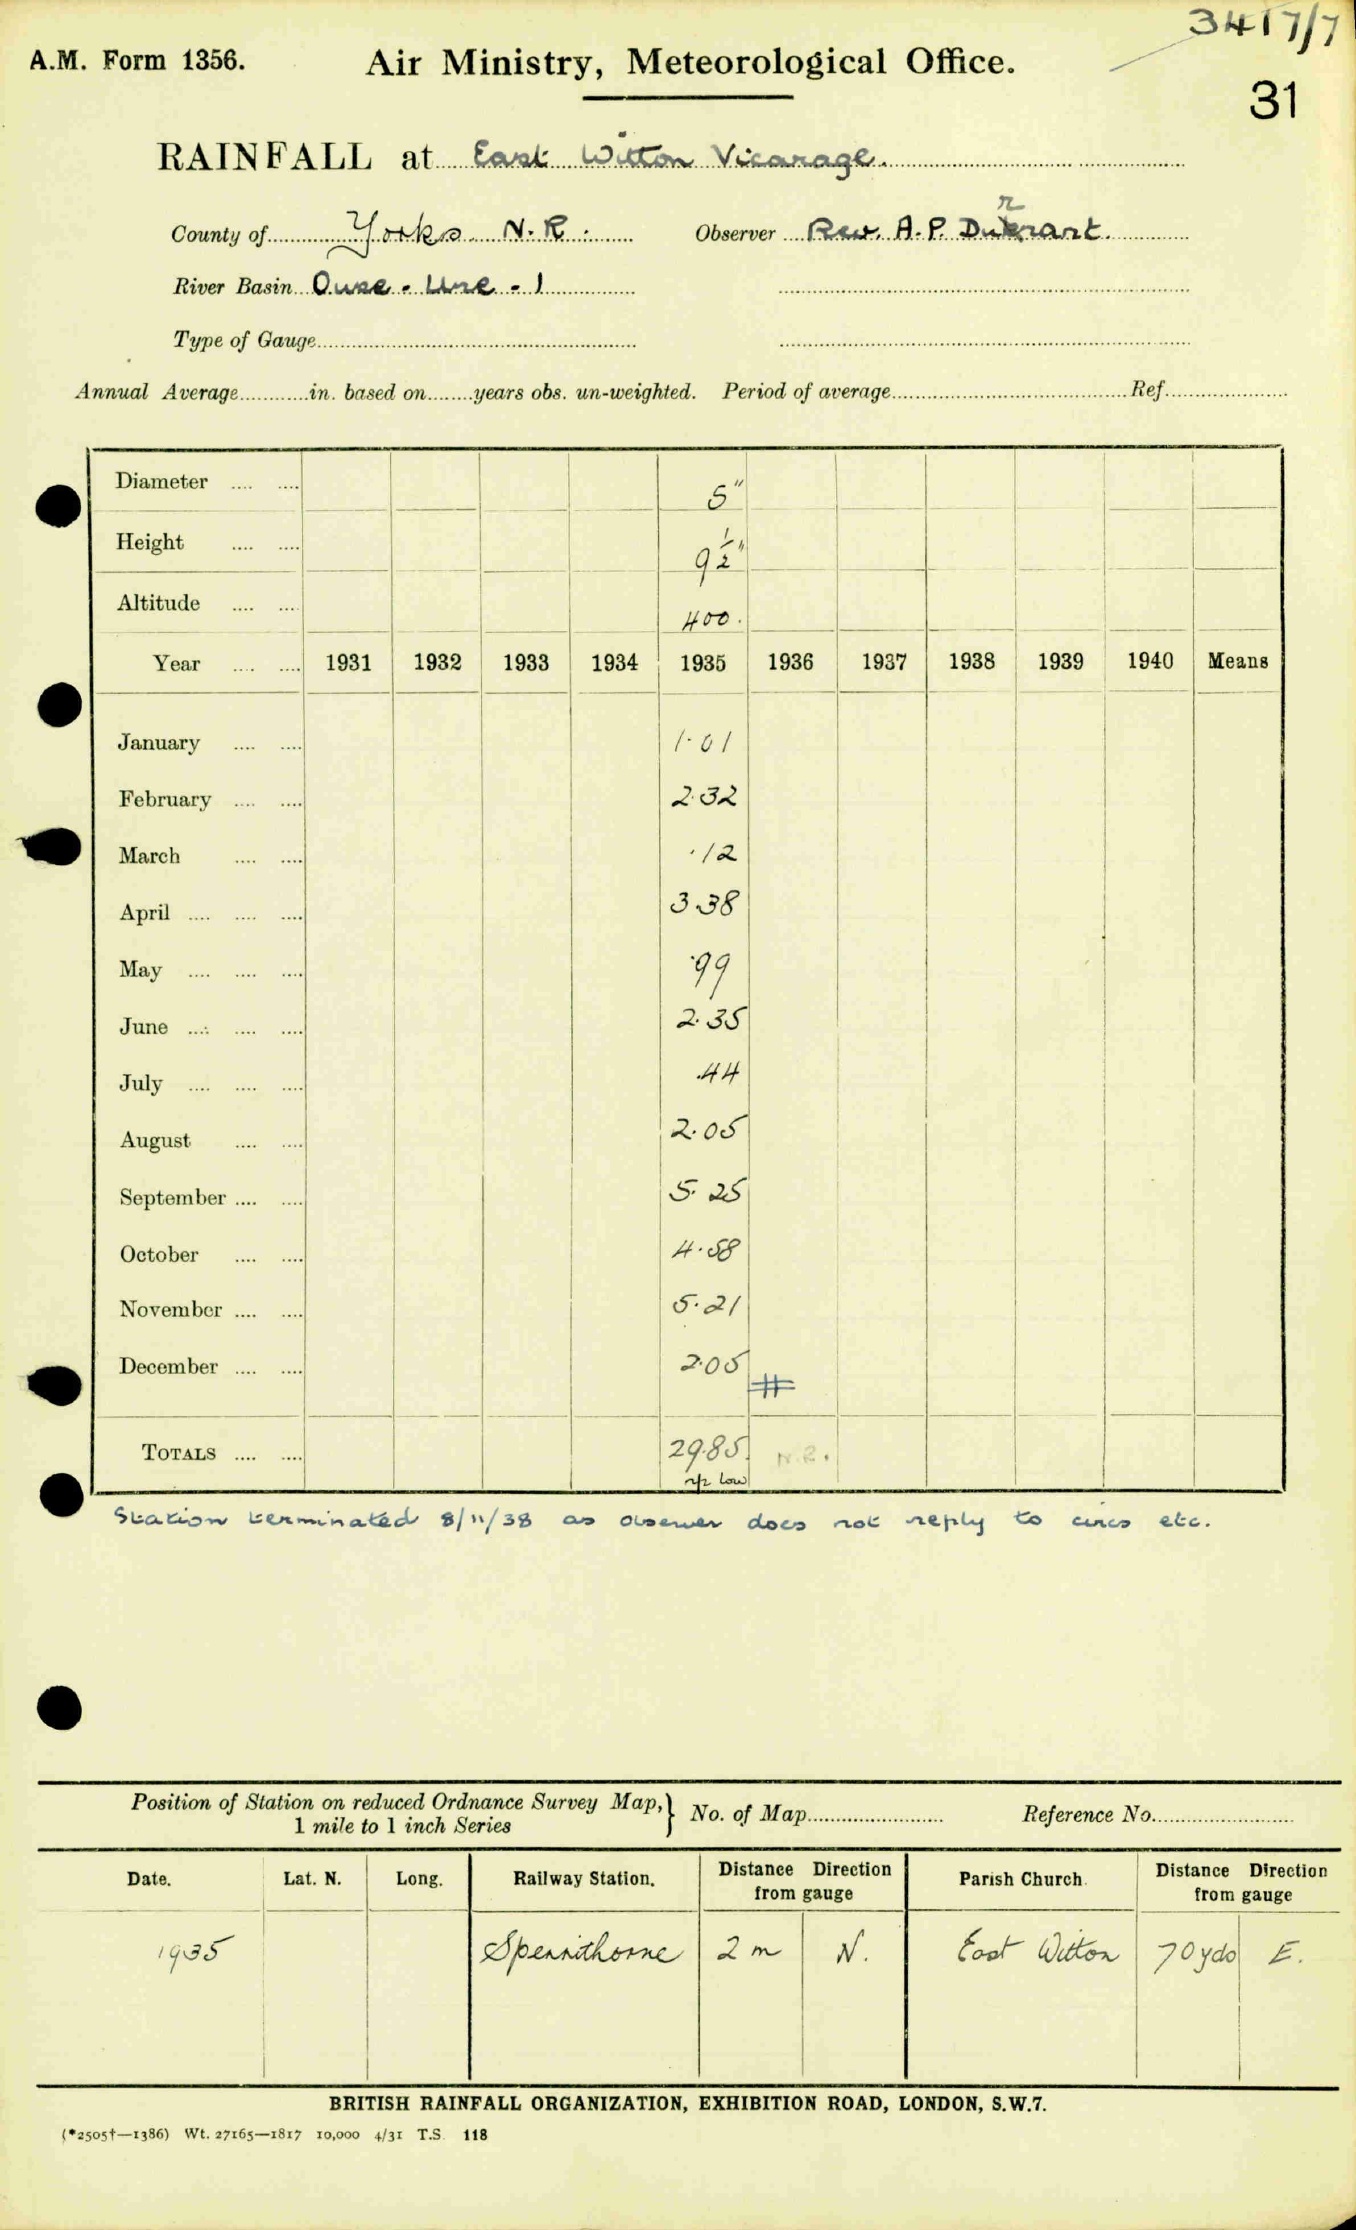 3417/7
A.M. Form 1356. Air Ministry, Meteorological Office.
31
RAINFALL at East Witton Vicarage.
County of Yorks. N.R. Observer Rev. A.P. Durrant.
River Basin Ouse - Ure - 1
Type of Gauge
Annual Average in. based on years obs. un-weighted. Period of average Ref.
Diameter 5"
Height 9½"
Altitude 400.
Year 1931 1932 1933 1934 1935 1936 1937 1938 1939 1940 Means
January 1.01
February 2.32
March .12
April 3.38
May .99
June 2.35
July .44
August 2.05
September 5.25
October 4.58
November 5.21
December 2.05
TOTALS 29.85 N.R.
low
Station terminated 8/11/38 as observer does not reply to circs etc.
Position of Station on reduced Ordnance Survey Map, } No. of Map Reference No.
1 mile to 1 inch Series
Date. Lat. N. Long. Railway Station. Distance Direction from gauge Parish Church. Distance Direction from gauge
1935 Spennithorne 2 m N. East Witton 70 yds E.
BRITISH RAINFALL ORGANIZATION, EXHIBITION ROAD, LONDON, S.W.7.
(*2505†—1386) Wt. 27165—1817 10,000 4/31 T.S. 118